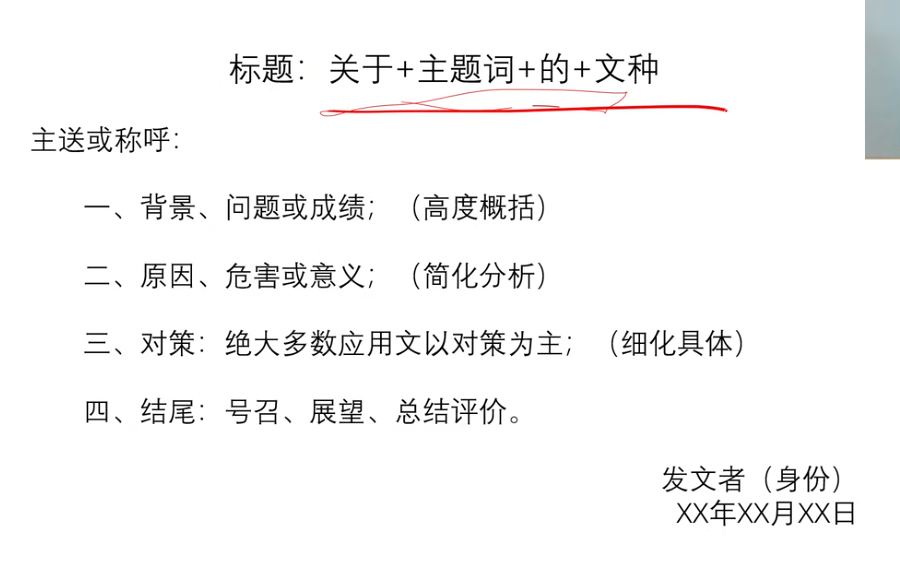 标题：关于+主题词+的+文种
主送或称呼：
一、背景、问题或成绩；（高度概括）
二、原因、危害或意义；（简化分析）
三、对策：绝大多数应用文以对策为主；（细化具体）
四、结尾：号召、展望、总结评价。
发文者（身份）
XX年XX月XX日